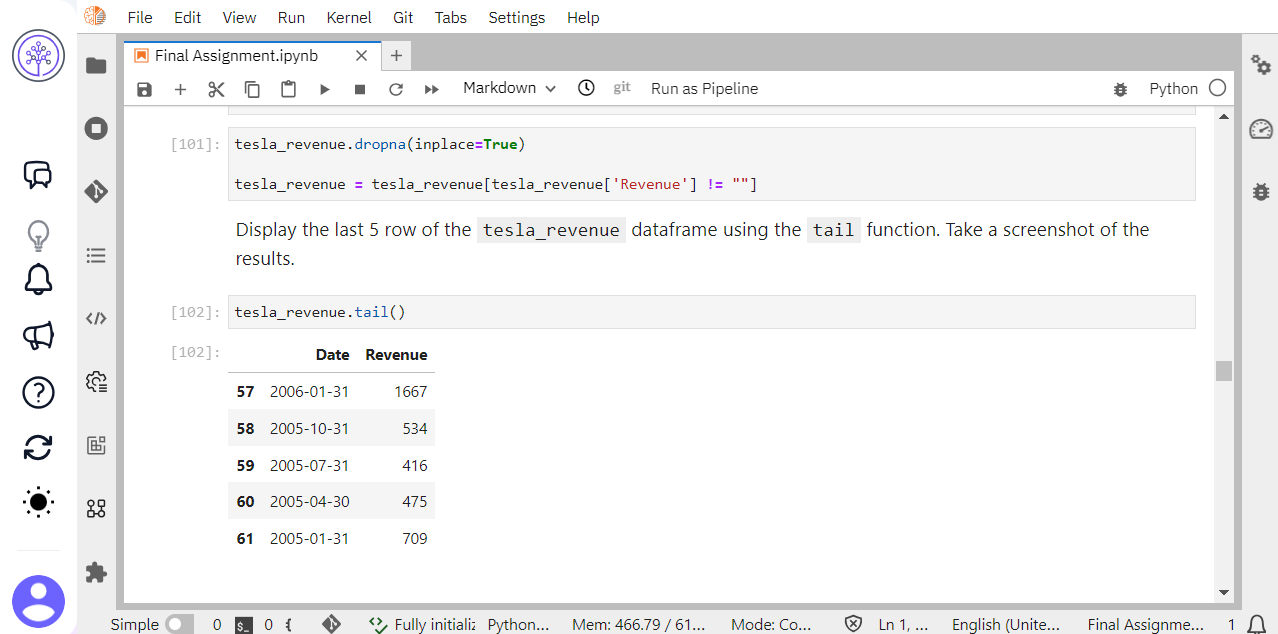 File Edit View Run Kernel Git Tabs Settings Help
Final Assignment.ipynb
Markdown git Run as Pipeline Python
[101]: tesla_revenue.dropna(inplace=True)
tesla_revenue = tesla_revenue[tesla_revenue['Revenue'] != ""]
Display the last 5 row of the tesla_revenue dataframe using the tail function. Take a screenshot of the
results.
[102]: tesla_revenue.tail()
[102]: Date Revenue
57 2006-01-31 1667
58 2005-10-31 534
59 2005-07-31 416
60 2005-04-30 475
61 2005-01-31 709
Simple 0 $_ 0 { Fully initializ Python... Mem: 466.79 / 61... Mode: Co... Ln 1, ... English (Unite... Final Assignme... 1